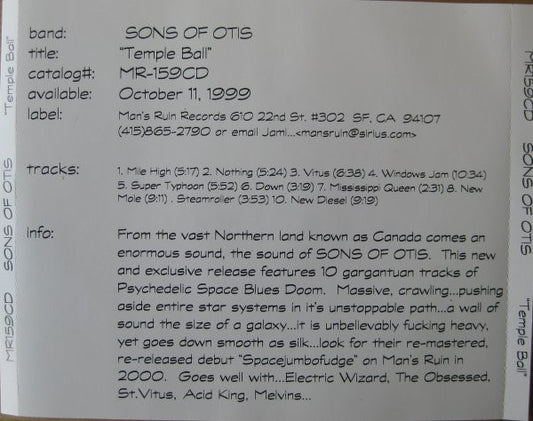 band: SONS OF OTIS
title: "Temple Ball"
catalog#: MR-159CD
available: October 11, 1999
label: Man's Ruin Records 610 22nd St. #302 SF, CA 94107
(415)865-2790 or email Jami...<mansruin@sirius.com>
tracks: 1. Mile High (5:17) 2. Nothing (5:24) 3. Vitus (6:38) 4. Windows Jam (10:34)
5. Super Typhoon (5:52) 6. Down (3:19) 7. Mississippi Queen (2:31) 8. New
Mole (9:11) . Steamroller (3:53) 10. New Diesel (9:19)
info: From the vast Northern land known as Canada comes an
enormous sound, the sound of SONS OF OTIS. This new
and exclusive release features 10 gargantuan tracks of
Psychedelic Space Blues Doom. Massive, crawling...pushing
aside entire star systems in it's unstoppable path...a wall of
sound the size of a galaxy...it is unbelievably fucking heavy,
yet goes down smooth as silk...look for their re-mastered,
re-released debut "Spacejumbofudge" on Man's Ruin in
2000. Goes well with...Electric Wizard, The Obsessed,
St.Vitus, Acid King, Melvins...
MR159CD SONS OF OTIS "Temple Ball"
MR159CD SONS OF OTIS "Temple Ball"